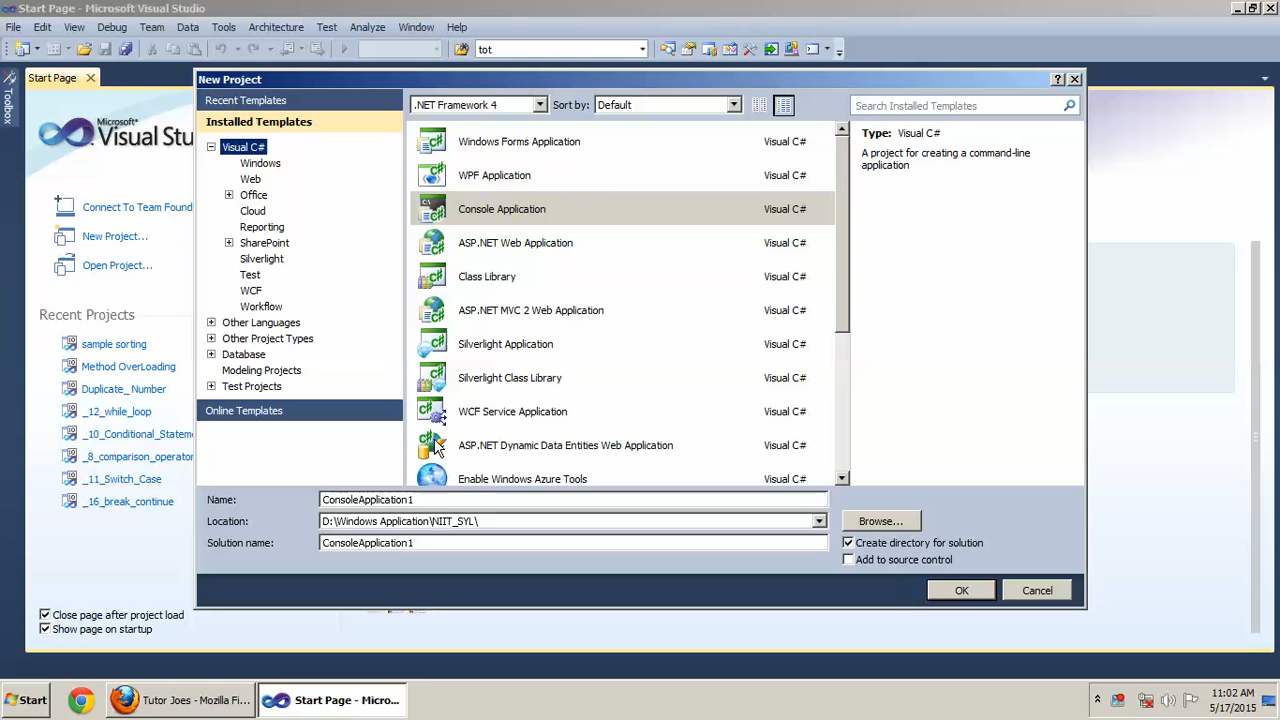 Start Page - Microsoft Visual Studio
File Edit View Debug Team Data Tools Architecture Test Analyze Window Help
tot
Toolbox
Start Page
Microsoft®
Visual Stu
Connect To Team Found
New Project...
Open Project...
Recent Projects
sample sorting
Method OverLoading
Duplicate_Number
_12_while_loop
_10_Conditional_Stateme
_8_comparison_operator
_11_Switch_Case
_16_break_continue
Close page after project load
Show page on startup
New Project
Recent Templates
Installed Templates
Visual C#
Windows
Web
Office
Cloud
Reporting
SharePoint
Silverlight
Test
WCF
Workflow
Other Languages
Other Project Types
Database
Modeling Projects
Test Projects
Online Templates
.NET Framework 4 Sort by: Default
Search Installed Templates
Windows Forms Application Visual C#
WPF Application Visual C#
Console Application Visual C#
ASP.NET Web Application Visual C#
Class Library Visual C#
ASP.NET MVC 2 Web Application Visual C#
Silverlight Application Visual C#
Silverlight Class Library Visual C#
WCF Service Application Visual C#
ASP.NET Dynamic Data Entities Web Application Visual C#
Enable Windows Azure Tools Visual C#
Type: Visual C#
A project for creating a command-line
application
Name: ConsoleApplication1
Location: D:\Windows Application\NIIT_SYL\
Browse...
Solution name: ConsoleApplication1
Create directory for solution
Add to source control
OK Cancel
Start
Tutor Joes - Mozilla Fi...
Start Page - Micro...
11:02 AM
5/17/2015